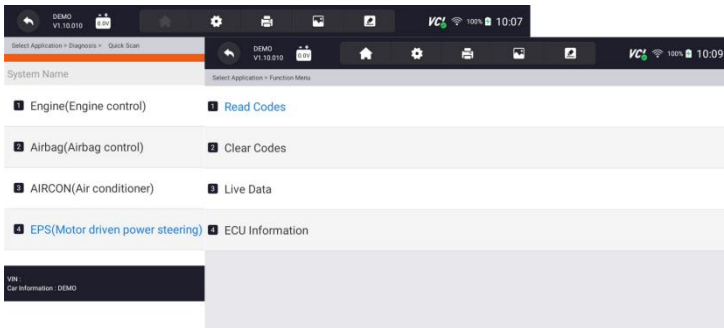 DEMO
V1.10.010
0.0V
VCI
100%
10:07
Select Application > Diagnosis > Quick Scan
System Name
1 Engine(Engine control)
2 Airbag(Airbag control)
3 AIRCON(Air conditioner)
4 EPS(Motor driven power steering)
VIN :
Car Information : DEMO
DEMO
V1.10.010
0.0V
VCI
100%
10:09
Select Application > Function Menu
1 Read Codes
2 Clear Codes
3 Live Data
4 ECU Information